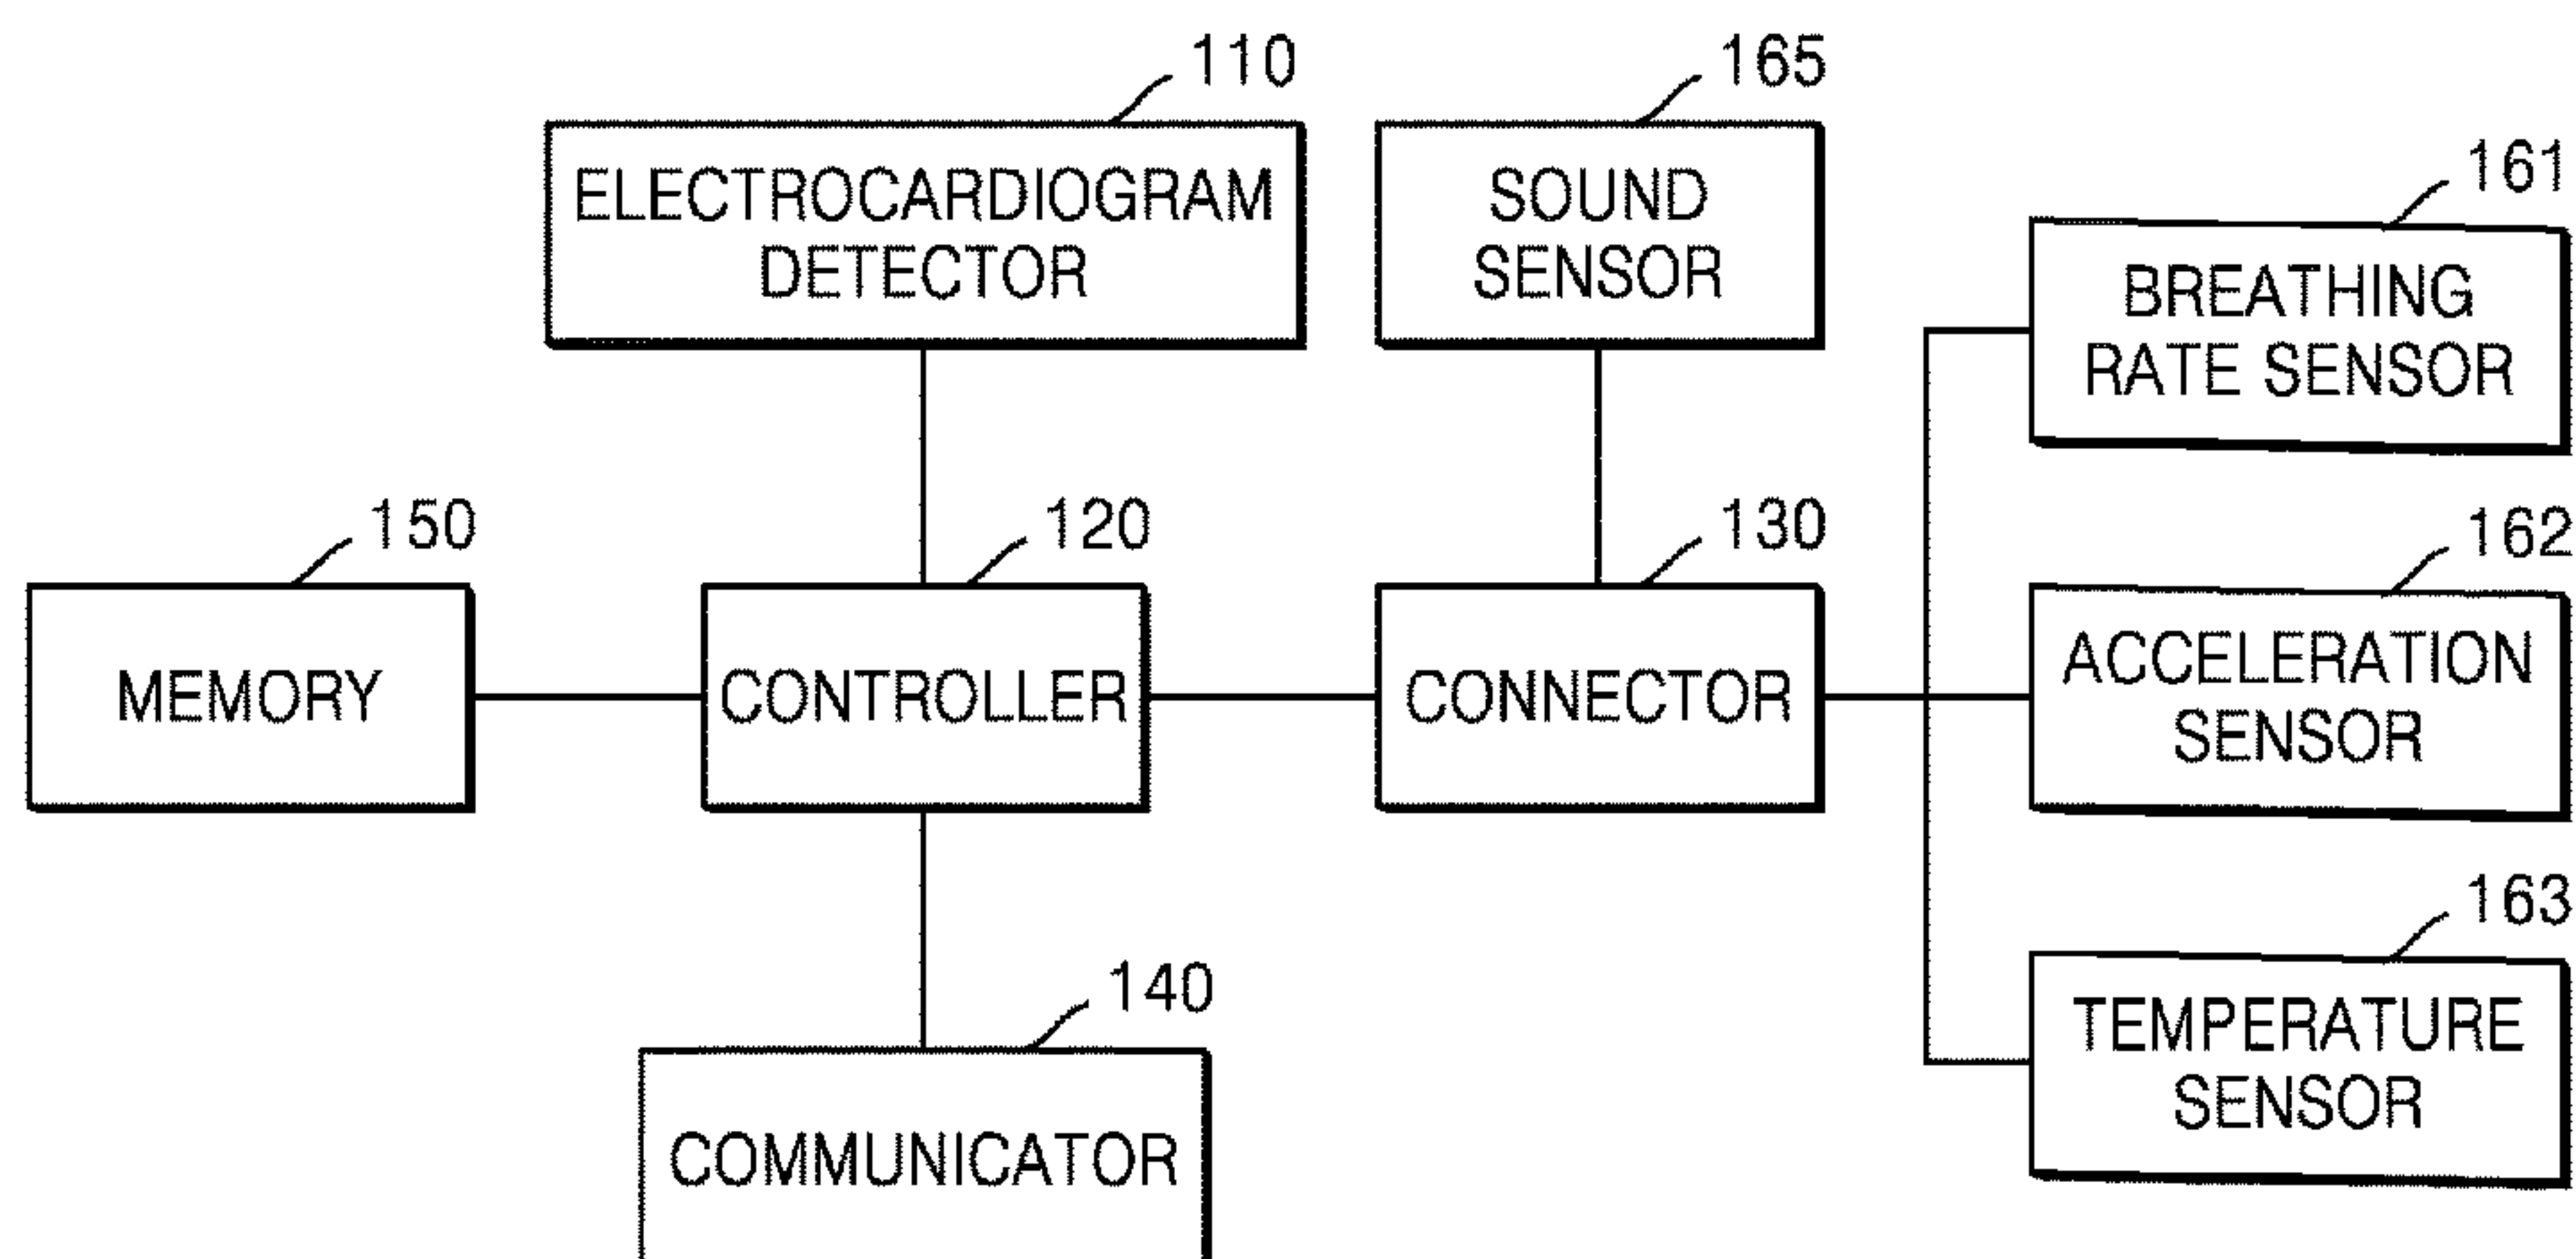 110
ELECTROCARDIOGRAM
DETECTOR
165
SOUND
SENSOR
161
BREATHING
RATE SENSOR
150
MEMORY
120
CONTROLLER
130
CONNECTOR
162
ACCELERATION
SENSOR
163
TEMPERATURE
SENSOR
140
COMMUNICATOR